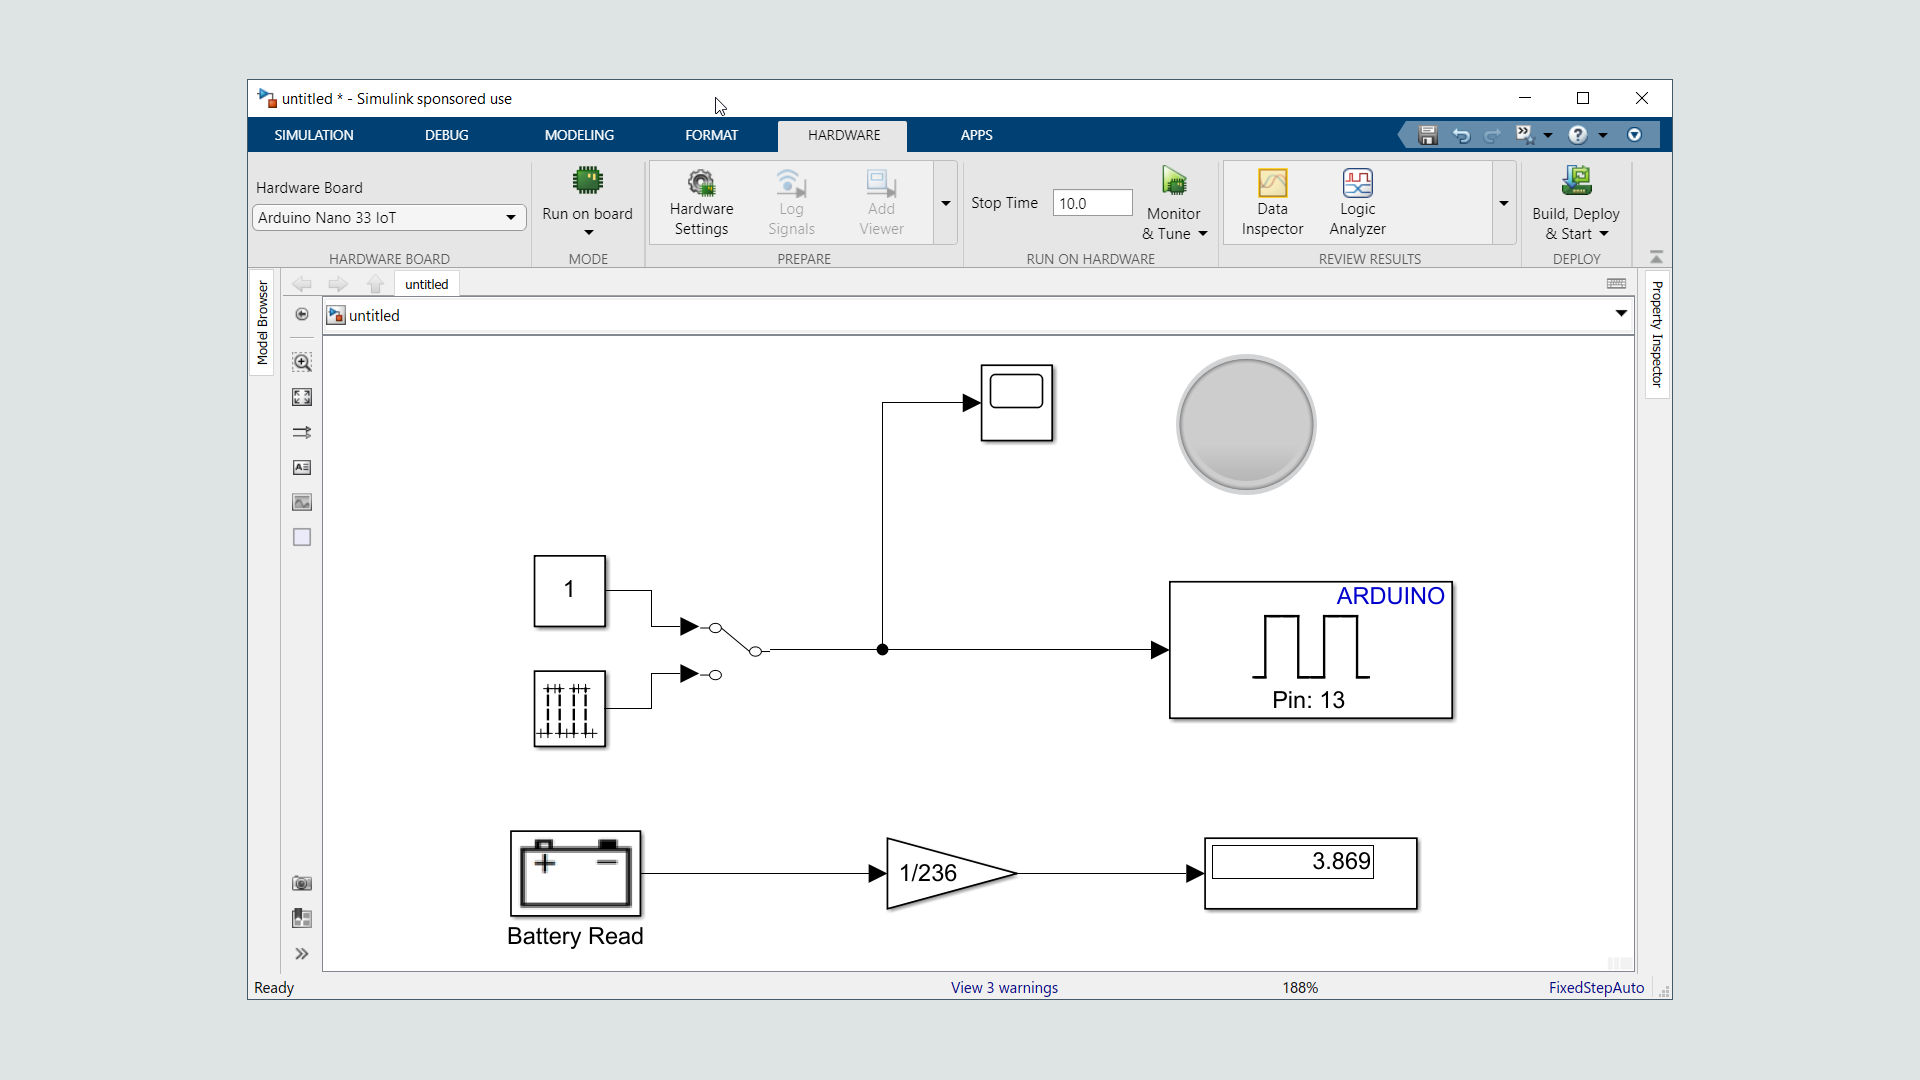 untitled * - Simulink sponsored use
SIMULATION DEBUG MODELING FORMAT HARDWARE APPS
Hardware Board
Arduino Nano 33 IoT
HARDWARE BOARD
Run on board
MODE
Hardware
Settings
Log
Signals
Add
Viewer
PREPARE
Stop Time 10.0
Monitor
& Tune
RUN ON HARDWARE
Data
Inspector
Logic
Analyzer
REVIEW RESULTS
Build, Deploy
& Start
DEPLOY
Model Browser
untitled
untitled
Property Inspector
1
ARDUINO
Pin: 13
Battery Read
1/236
3.869
Ready View 3 warnings 188% FixedStepAuto